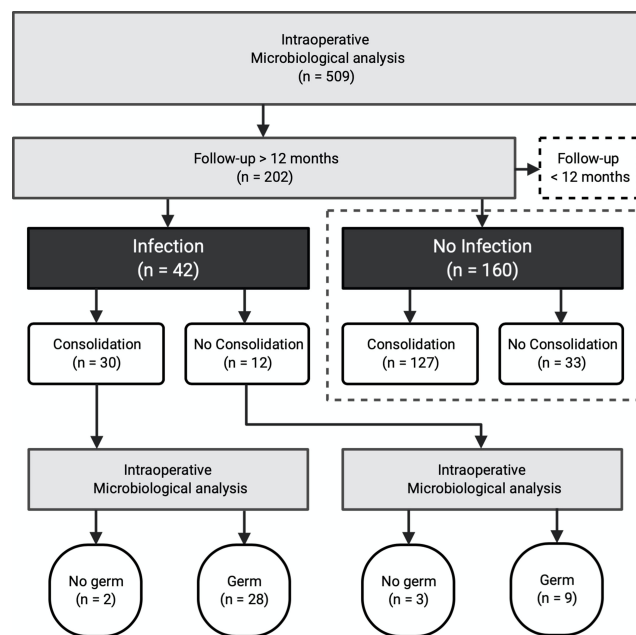 Intraoperative
Microbiological analysis
(n = 509)
Follow-up > 12 months
(n = 202)
Follow-up
< 12 months
Infection
(n = 42)
No Infection
(n = 160)
Consolidation
(n = 30)
No Consolidation
(n = 12)
Consolidation
(n = 127)
No Consolidation
(n = 33)
Intraoperative
Microbiological analysis
Intraoperative
Microbiological analysis
No germ
(n = 2)
Germ
(n = 28)
No germ
(n = 3)
Germ
(n = 9)